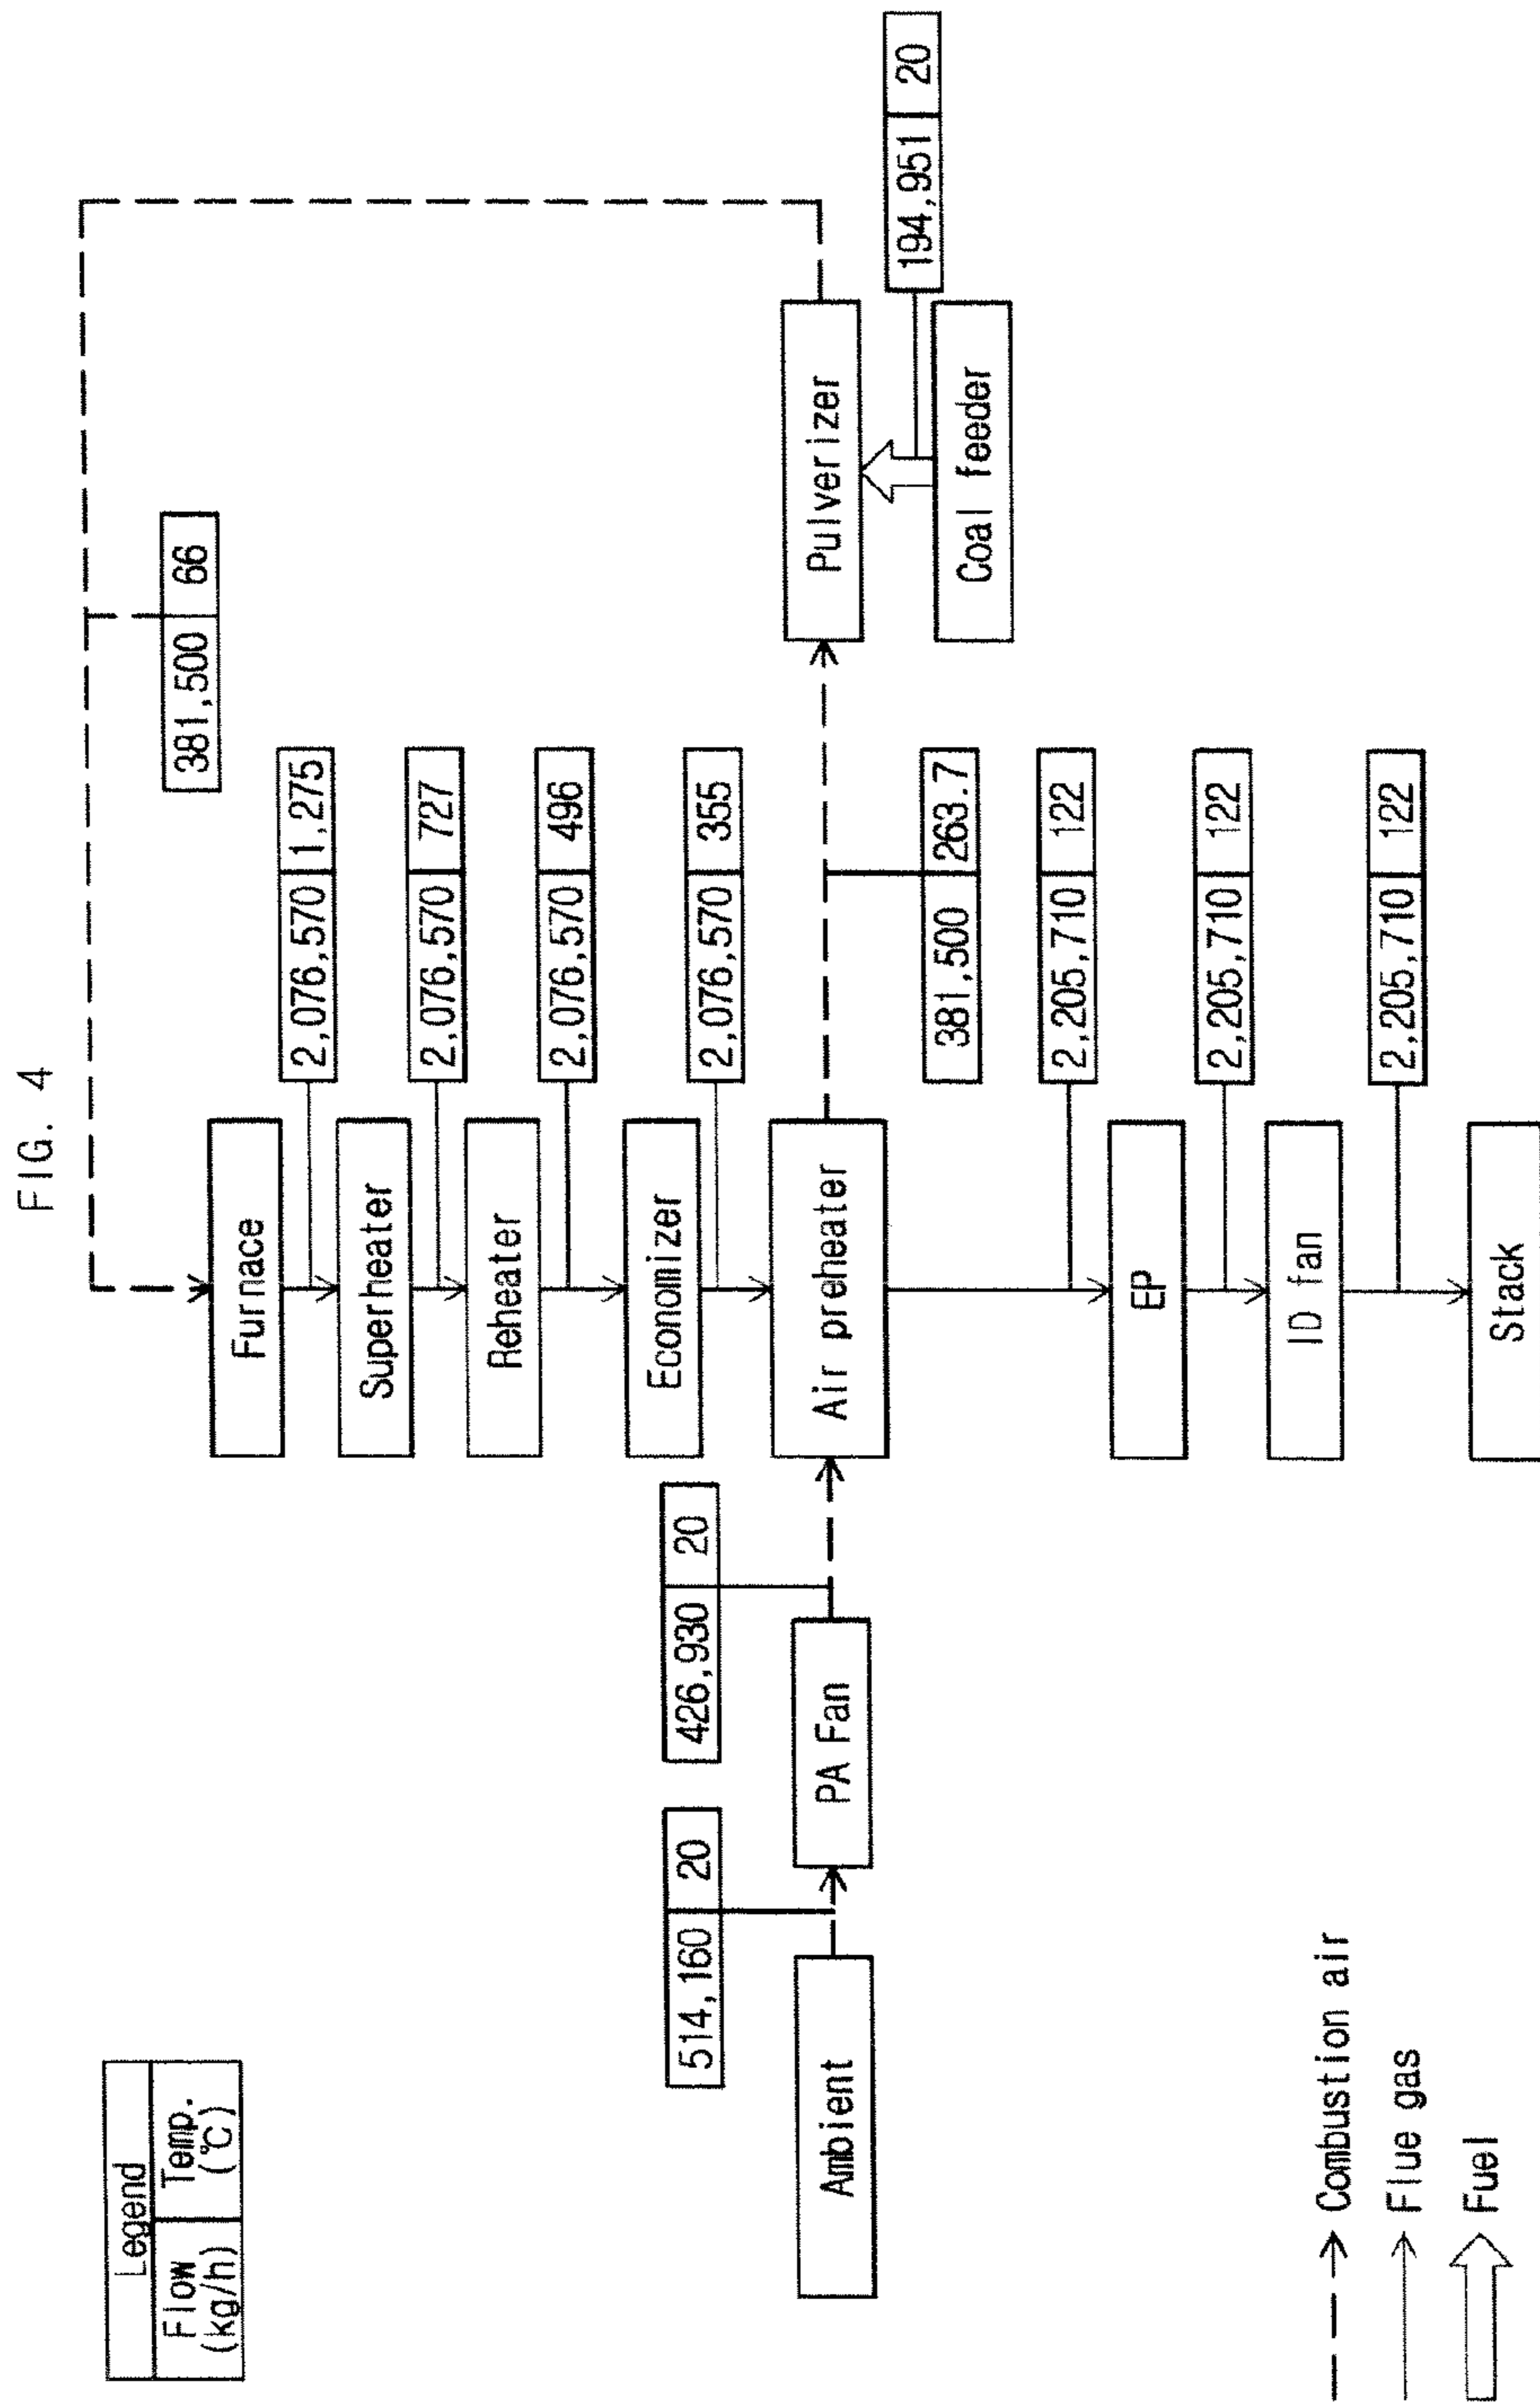 FIG. 4
Legend
Flow (kg/h)
Temp. (℃)
381,500
66
Furnace
2,076,570
1,275
Superheater
2,076,570
727
Reheater
2,076,570
496
Economizer
2,076,570
355
514,160
20
426,930
20
Ambient
PA Fan
Air preheater
381,500
263.7
Pulverizer
194,951
20
Coal feeder
2,205,710
122
EP
2,205,710
122
ID fan
2,205,710
122
Stack
Combustion air
Flue gas
Fuel